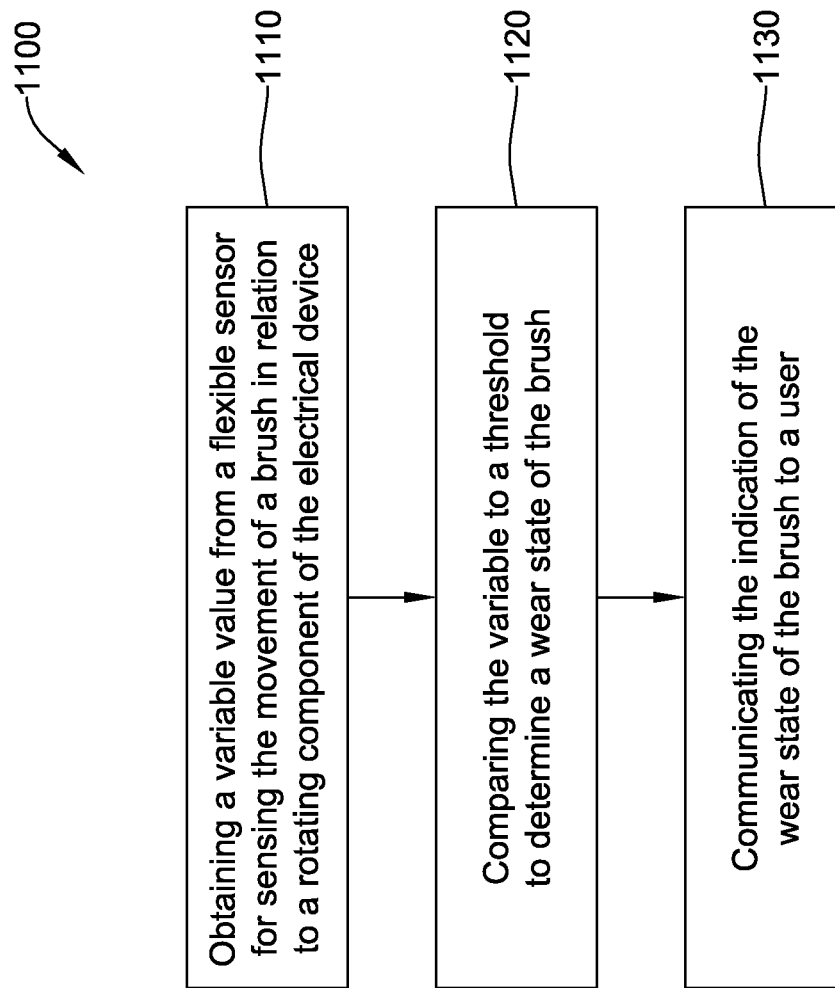 1100
Obtaining a variable value from a flexible sensor
for sensing the movement of a brush in relation
to a rotating component of the electrical device
1110
Comparing the variable to a threshold
to determine a wear state of the brush
1120
Communicating the indication of the
wear state of the brush to a user
1130